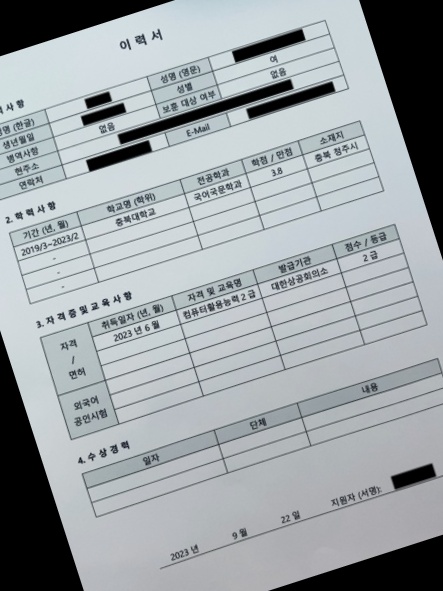 이 력 서
사 항
명 (한글) 성명 (영문)
생년월일 성별 여
병역사항 없음 보훈 대상 여부 없음
현주소
연락처 E-Mail
2. 학 력 사 항
기간 (년, 월) 학교명 (학위) 전공학과 학점 / 만점 소재지
2019/3~2023/2 충북대학교 국어국문학과 3.8 충북 청주시
-
-
-
3. 자 격 증 및 교 육 사 항
자격 / 면허 취득일자 (년, 월) 자격 및 교육명 발급기관 점수 / 등급
2023 년 6 월 컴퓨터활용능력 2 급 대한상공회의소 2 급
외국어 공인시험
4. 수 상 경 력
일자 단체 내용
2023 년 9 월 22 일 지원자 (서명):